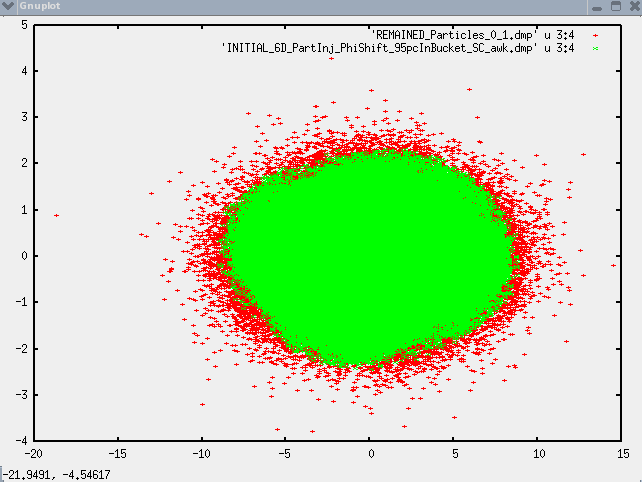 Gnuplot
5
'REMAINED_Particles_0_1.dmp' u 3:4
'INITIAL_6D_PartInj_PhiShift_95pcInBucket_SC_awk.dmp' u 3:4
4
3
2
1
0
-1
-2
-3
-4
-20 -15 -10 -5 0 5 10 15
-21.9491, -4.54617